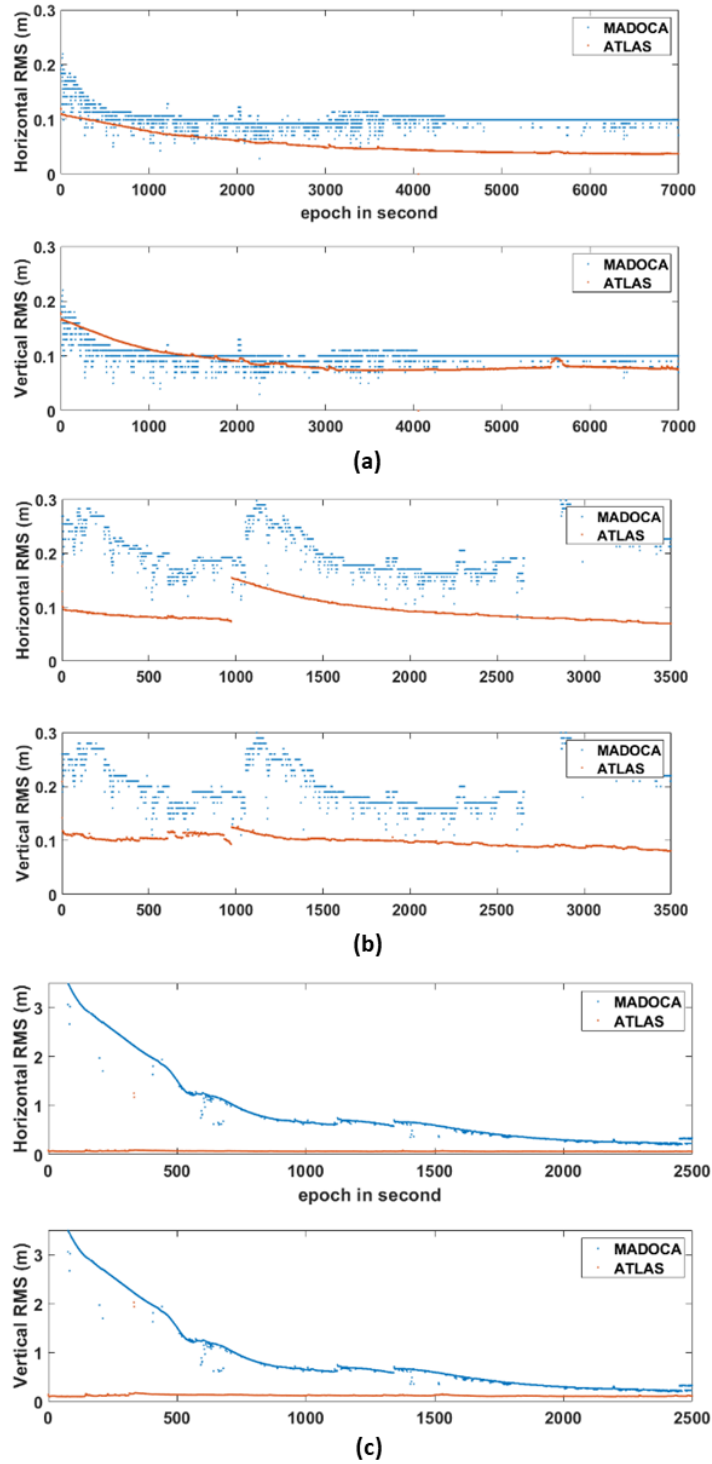 0.3
MADOCA
ATLAS
0.2
0.1
0
Horizontal RMS (m)
0 1000 2000 3000 4000 5000 6000 7000
epoch in second
0.3
MADOCA
ATLAS
0.2
0.1
0
Vertical RMS (m)
0 1000 2000 3000 4000 5000 6000 7000
(a)
0.3
MADOCA
ATLAS
0.2
0.1
0
Horizontal RMS (m)
0 500 1000 1500 2000 2500 3000 3500
0.3
MADOCA
ATLAS
0.2
0.1
0
Vertical RMS (m)
0 500 1000 1500 2000 2500 3000 3500
(b)
MADOCA
ATLAS
3
2
1
0
Horizontal RMS (m)
0 500 1000 1500 2000 2500
epoch in second
MADOCA
ATLAS
3
2
1
0
Vertical RMS (m)
0 500 1000 1500 2000 2500
(c)